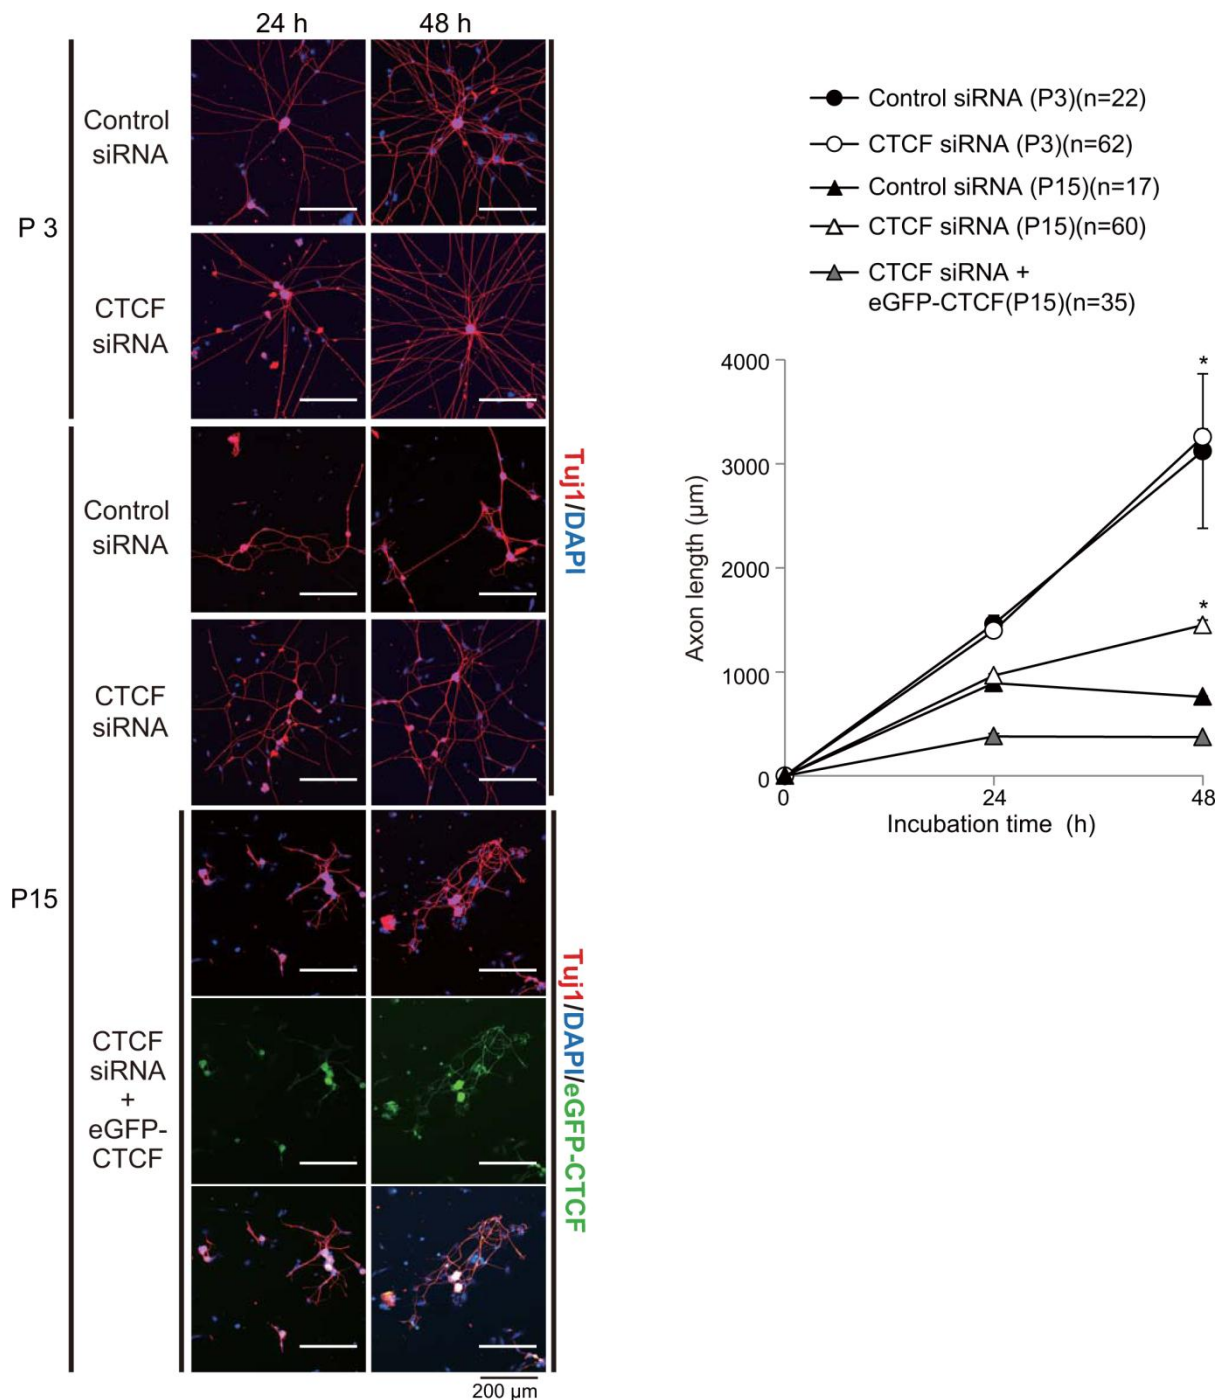 24 h
48 h
P 3
Control
siRNA
CTCF
siRNA
Control
siRNA
CTCF
siRNA
Tuj1/DAPI
P15
CTCF
siRNA
+
eGFP-
CTCF
Tuj1/DAPI/eGFP-CTCF
200 μm
Control siRNA (P3)(n=22)
CTCF siRNA (P3)(n=62)
Control siRNA (P15)(n=17)
CTCF siRNA (P15)(n=60)
CTCF siRNA +
eGFP-CTCF(P15)(n=35)
Axon length (μm)
4000
3000
2000
1000
0
*
*
0
24
48
Incubation time (h)